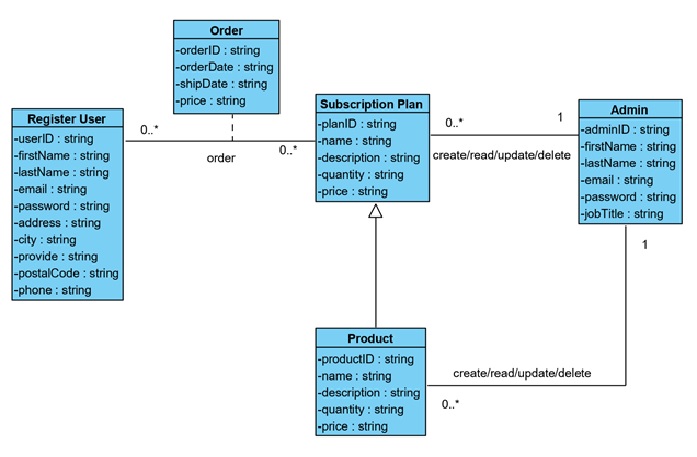 Order
-orderID : string
-orderDate : string
-shipDate : string
-price : string
Register User
-userID : string
-firstName : string
-lastName : string
-email : string
-password : string
-address : string
-city : string
-provide : string
-postalCode : string
-phone : string
0..*
order
0..*
Subscription Plan
-planID : string
-name : string
-description : string
-quantity : string
-price : string
0..*
1
create/read/update/delete
Admin
-adminID : string
-firstName : string
-lastName : string
-email : string
-password : string
-jobTitle : string
1
Product
-productID : string
-name : string
-description : string
-quantity : string
-price : string
create/read/update/delete
0..*